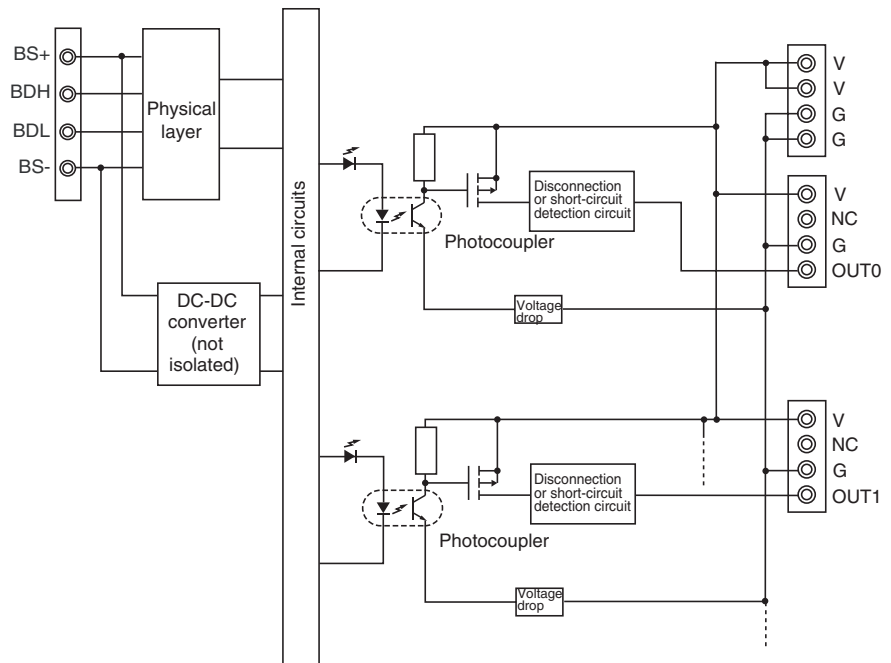 BS+
BDH
BDL
BS-
Physical
layer
DC-DC
converter
(not
isolated)
Internal circuits
Photocoupler
Disconnection
or short-circuit
detection circuit
Voltage
drop
V
V
G
G
V
NC
G
OUT0
Photocoupler
Disconnection
or short-circuit
detection circuit
Voltage
drop
V
NC
G
OUT1